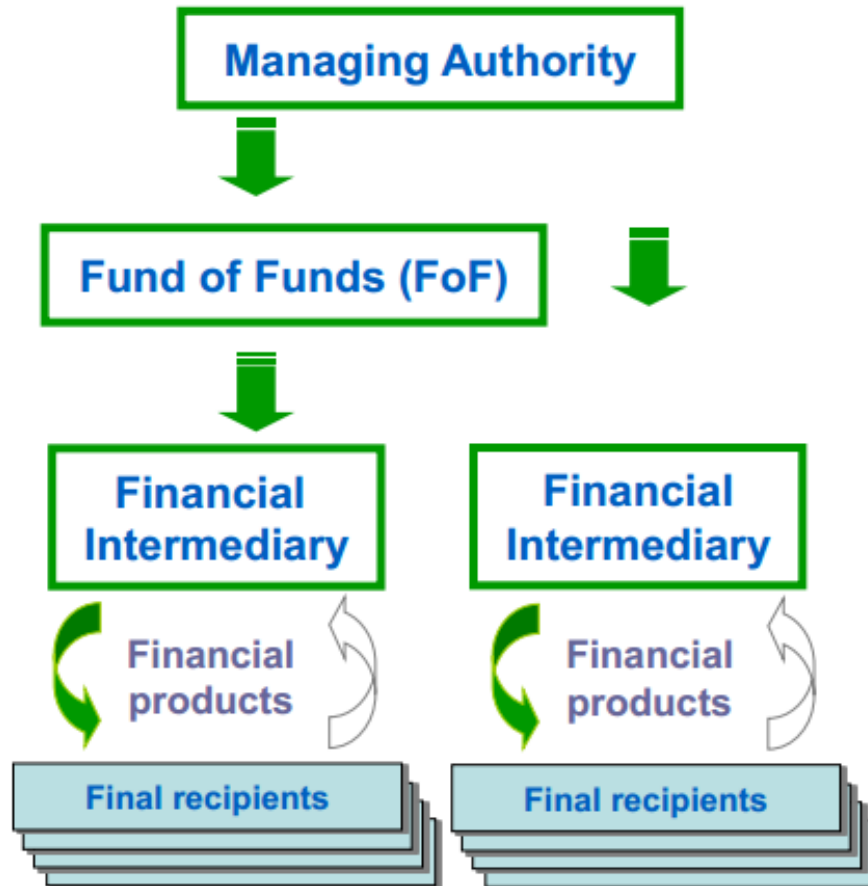 Managing Authority
Fund of Funds (FoF)
Financial
Intermediary
Financial
Intermediary
Financial
products
Financial
products
Final recipients
Final recipients